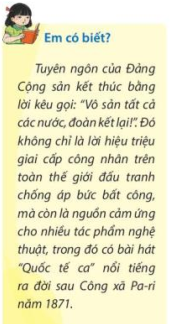 Em có biết?
Tuyên ngôn của Đảng
Cộng sản kết thúc bằng
lời kêu gọi: “Vô sản tất cả
các nước, đoàn kết lại!”. Đó
không chỉ là lời hiệu triệu
giai cấp công nhân trên
toàn thế giới đấu tranh
chống áp bức bất công,
mà còn là nguồn cảm ứng
cho nhiều tác phẩm nghệ
thuật, trong đó có bài hát
“Quốc tế ca” nổi tiếng
ra đời sau Công xã Pa-ri
năm 1871.